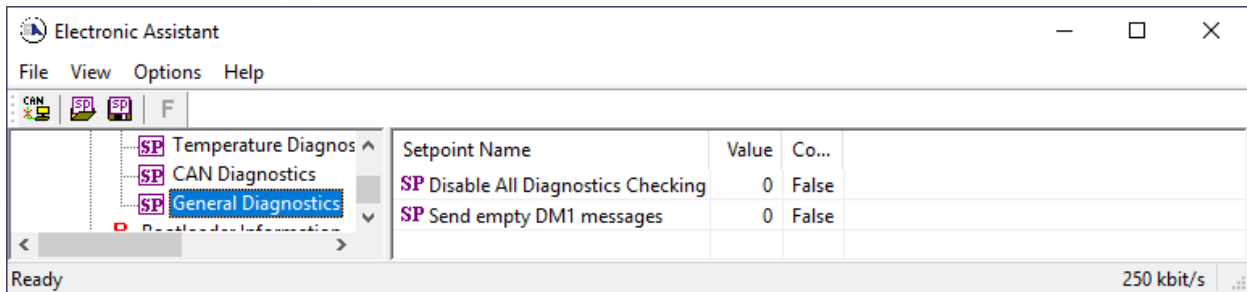 Electronic Assistant
File View Options Help
CAN SP SP F
SP Temperature Diagnos
SP CAN Diagnostics
SP General Diagnostics
Setpoint Name Value Co...
SP Disable All Diagnostics Checking 0 False
SP Send empty DM1 messages 0 False
Ready 250 kbit/s